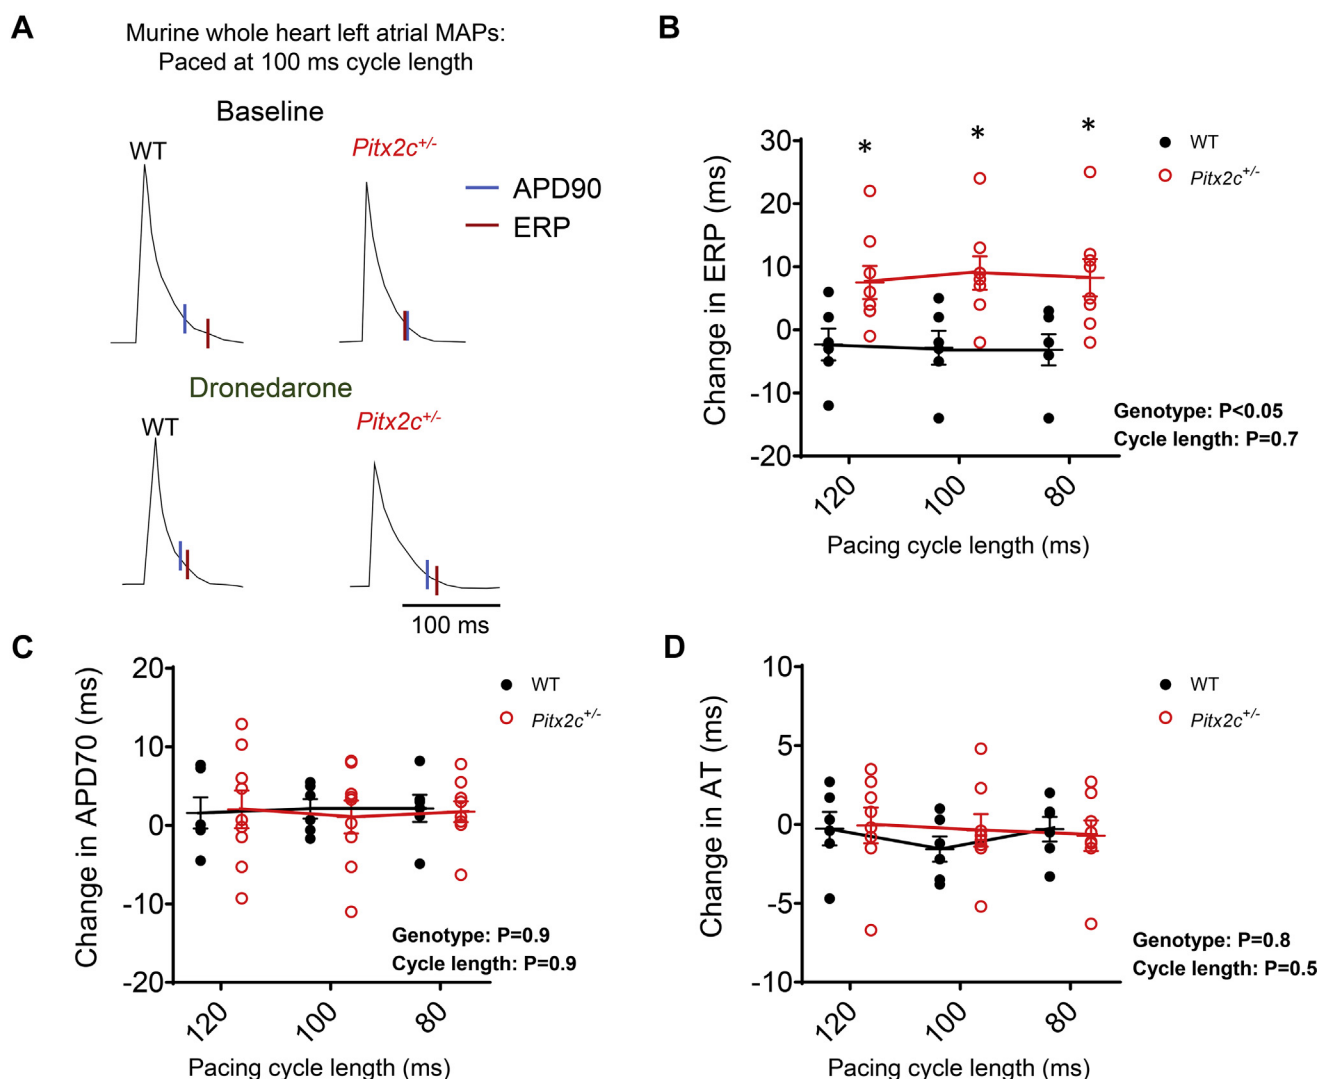 A
Murine whole heart left atrial MAPs:
Paced at 100 ms cycle length
Baseline
WT
Pitx2c+/-
APD90
ERP
Dronedarone
WT
Pitx2c+/-
100 ms
B
Change in ERP (ms)
30
20
10
0
-10
-20
* * *
WT
Pitx2c+/-
Genotype: P<0.05
Cycle length: P=0.7
120 100 80
Pacing cycle length (ms)
C
Change in APD70 (ms)
20
10
0
-10
-20
WT
Pitx2c+/-
Genotype: P=0.9
Cycle length: P=0.9
120 100 80
Pacing cycle length (ms)
D
Change in AT (ms)
10
5
0
-5
-10
WT
Pitx2c+/-
Genotype: P=0.8
Cycle length: P=0.5
120 100 80
Pacing cycle length (ms)